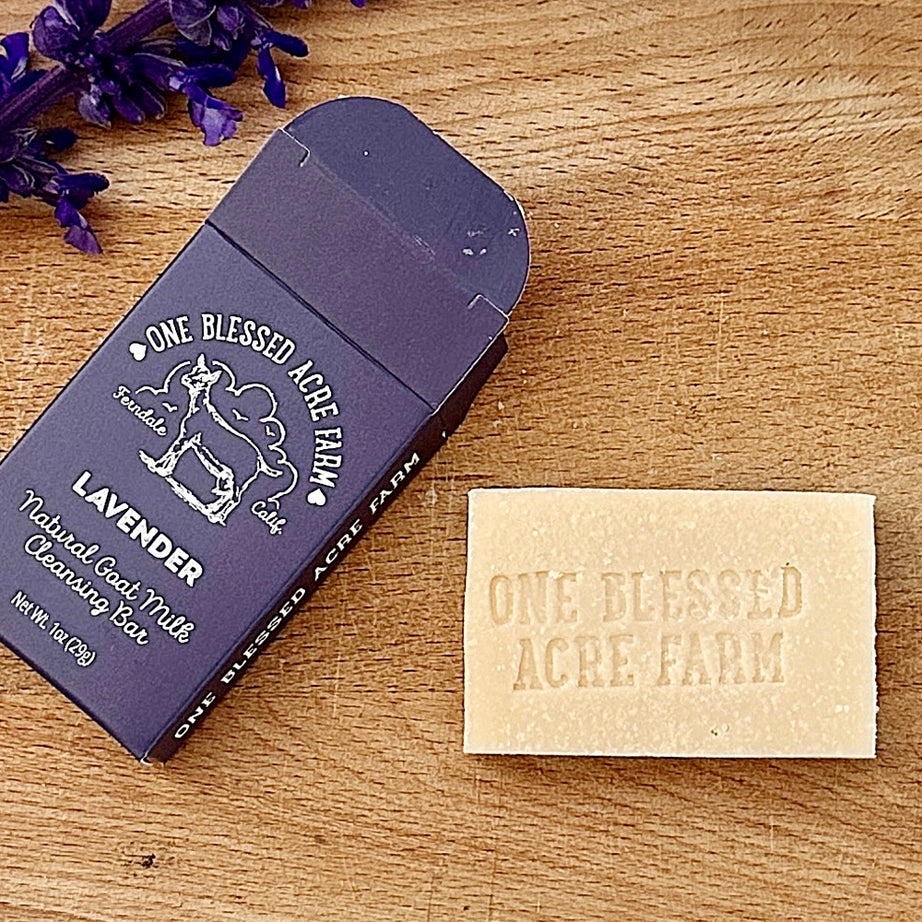 ONE BLESSED ACRE FARM
Ferndale
Calif.
LAVENDER
Natural Goat Milk
Cleansing Bar
Net Wt. 1oz (29g)
ONE BLESSED ACRE FARM
ONE BLESSED
ACRE FARM